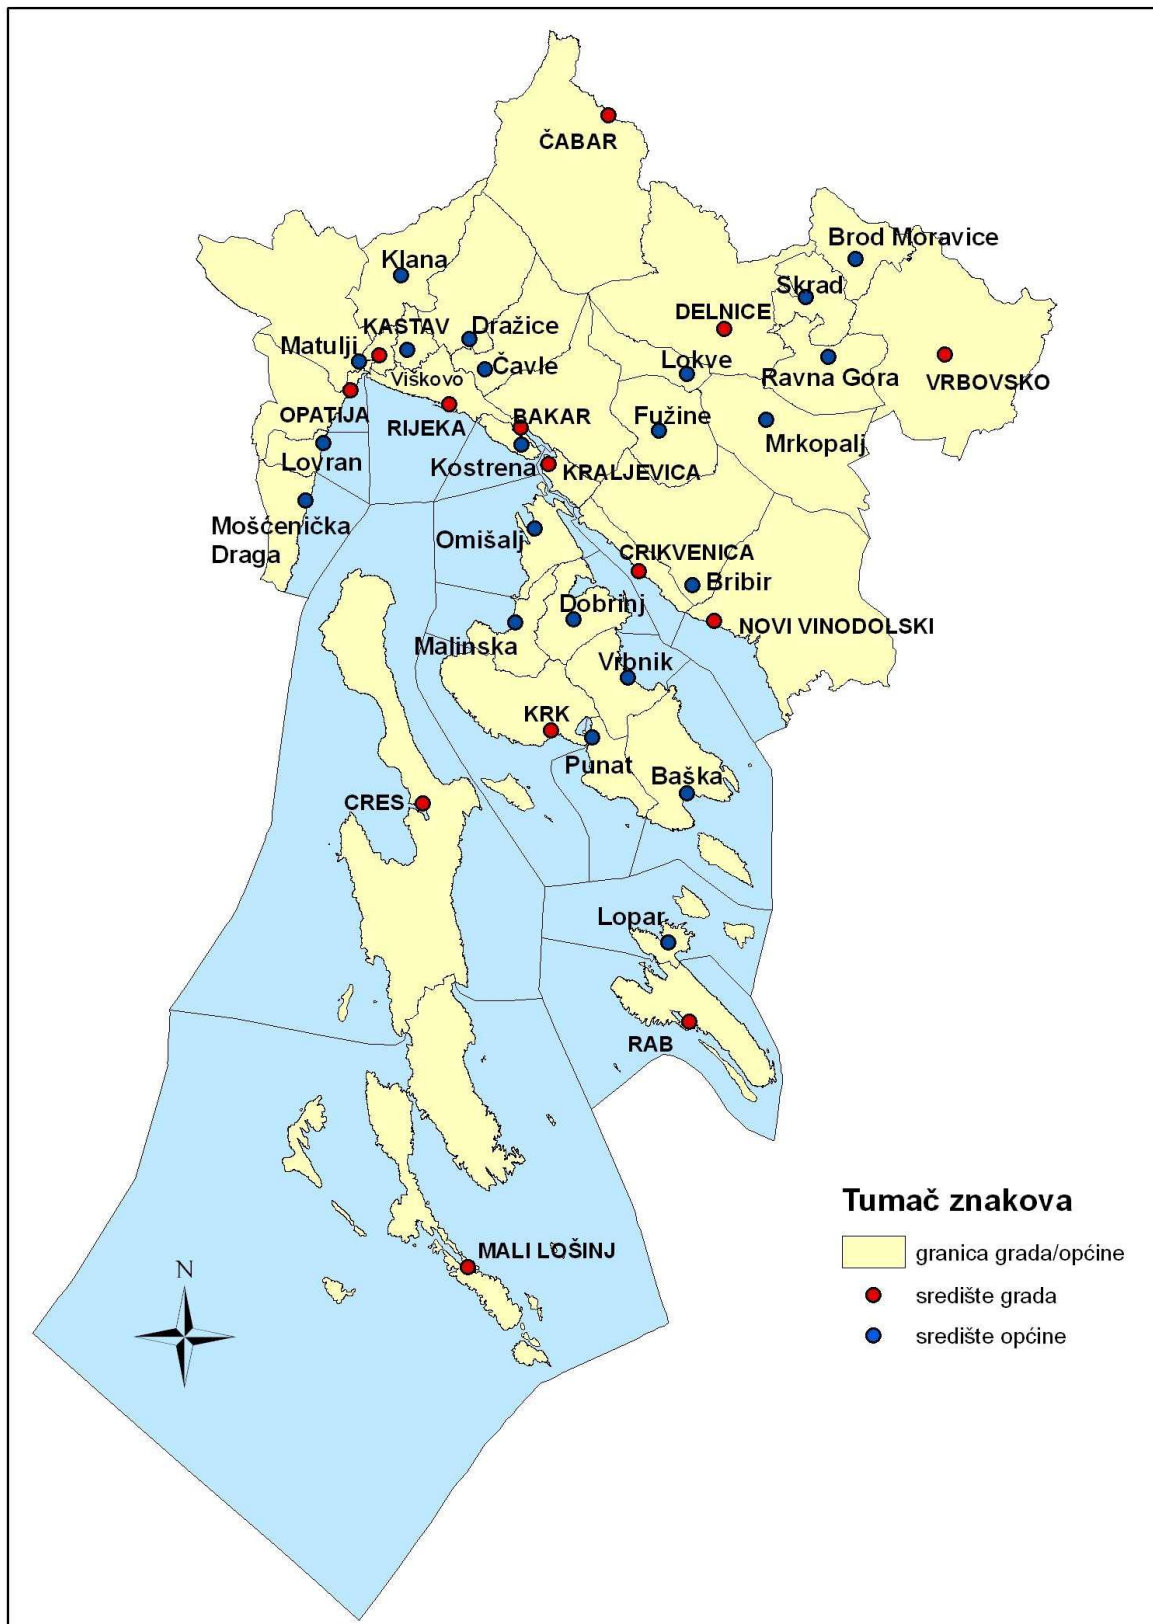 ČABAR
Brod Moravice
Klana
Skrad
DELNICE
KASTAV
Dražice
Matulji
Čavle
Lokve
Ravna Gora
VRBOVSKO
Viškovo
OPATIJA
RIJEKA
BAKAR
Fužine
Mrkopalj
Lovran
Kostrena
KRALJEVICA
Mošćenička
Draga
Omišalj
CRIKVENICA
Bribir
Dobrinj
NOVI VINODOLSKI
Malinska
Vrbnik
KRK
Punat
Baška
CRES
Lopar
RAB
MALI LOŠINJ
N
Tumač znakova
granica grada/općine
središte grada
središte općine